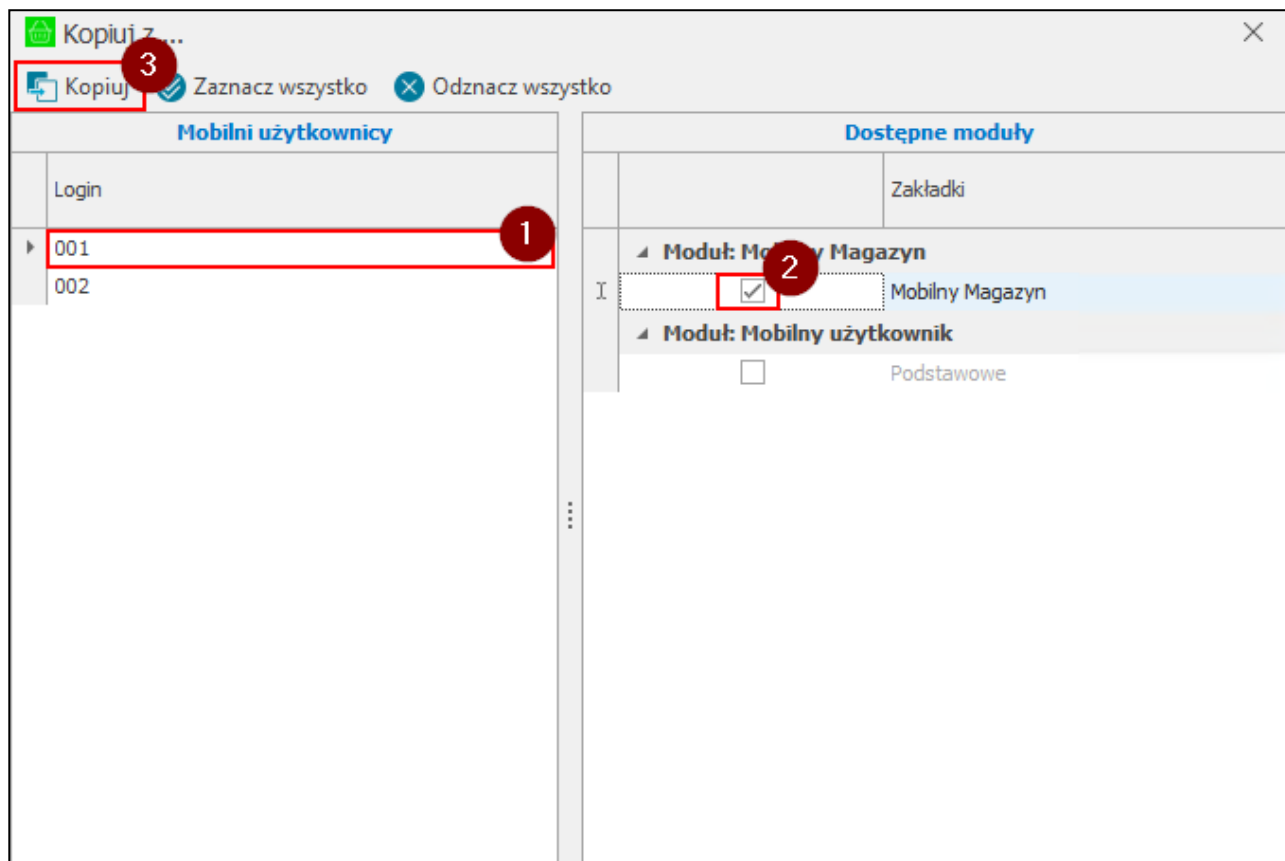 Kopiuj z ...
3
Kopiuj Zaznacz wszystko Odznacz wszystko
Mobilni użytkownicy
Login
001
1
002
Dostępne moduły
Zakładki
Moduł: Mobilny Magazyn
2
Mobilny Magazyn
Moduł: Mobilny użytkownik
Podstawowe